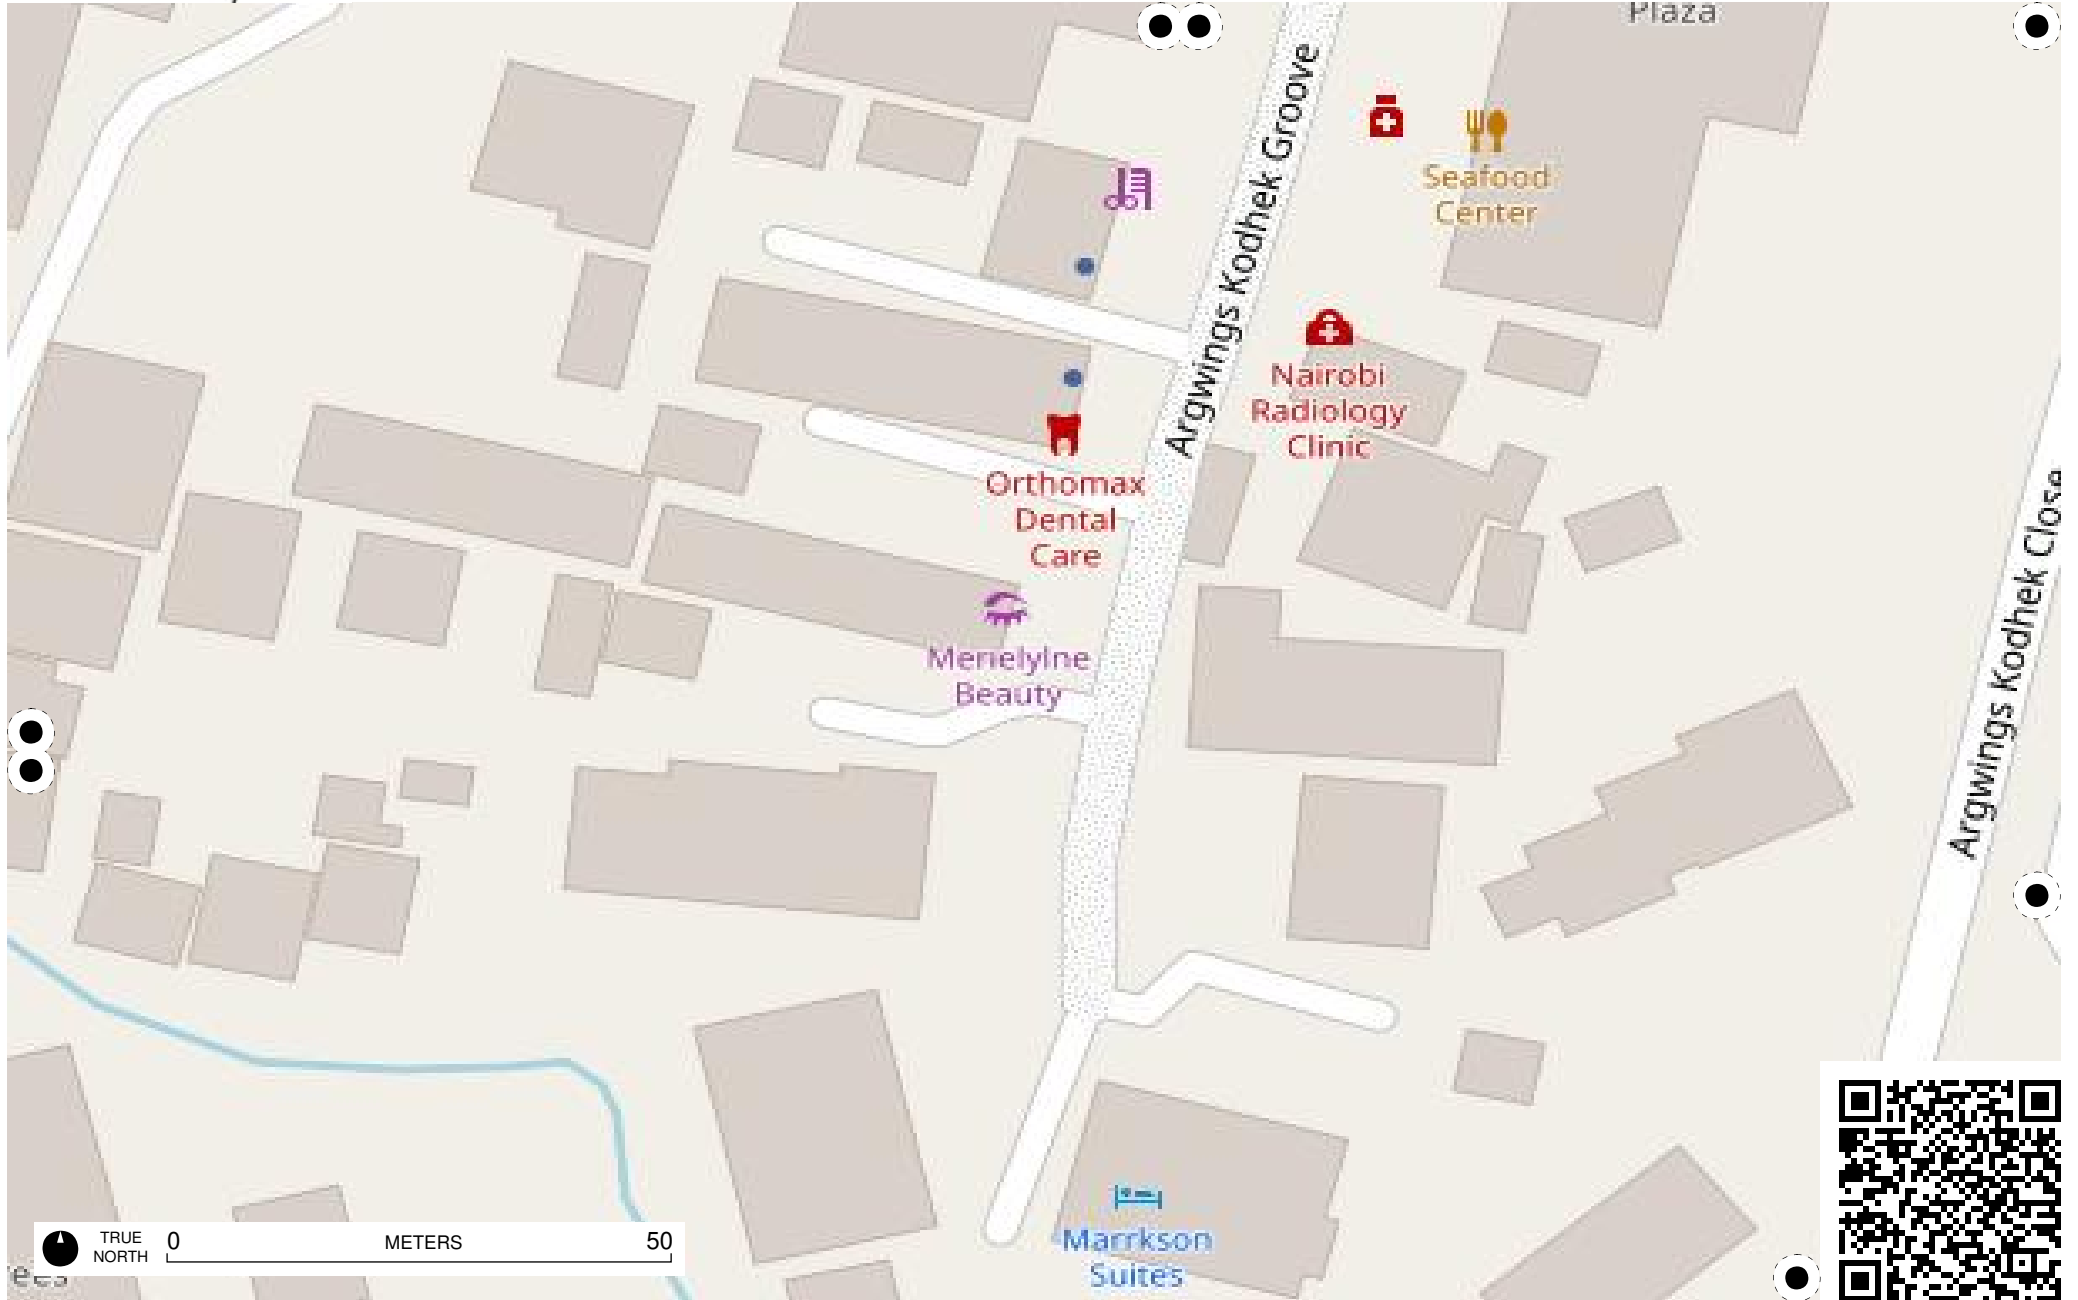 Plaza
Argwings Kodhek Groove
Seafood
Center
Nairobi
Radiology
Clinic
Orthomax
Dental
Care
Merielylne
Beauty
Argwings Kodhek Close
Marrkson
Suites
TRUE
NORTH
0 METERS 50